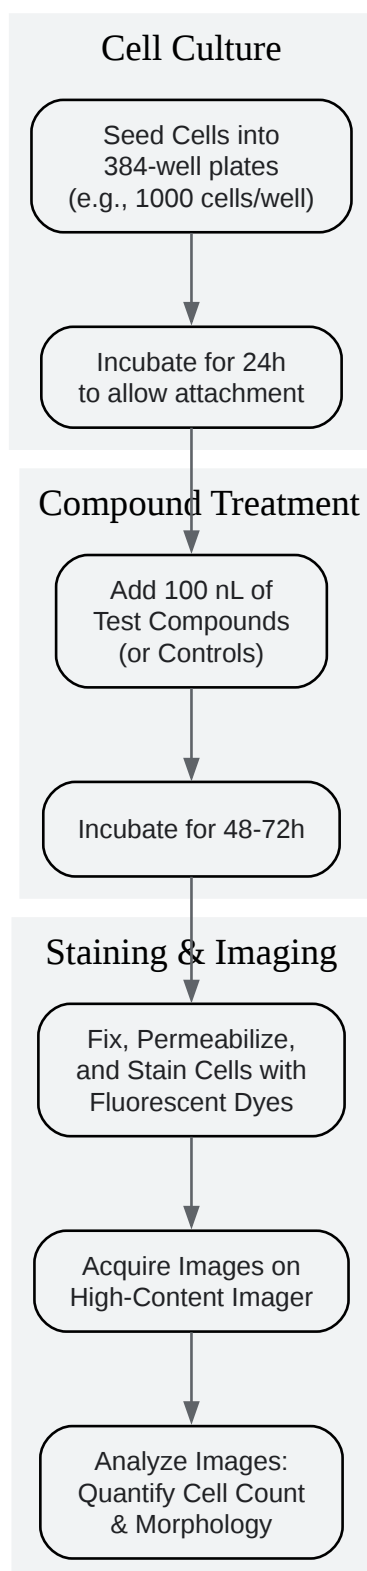 Cell Culture
Seed Cells into
384-well plates
(e.g., 1000 cells/well)
Incubate for 24h
to allow attachment
Compound Treatment
Add 100 nL of
Test Compounds
(or Controls)
Incubate for 48-72h
Staining & Imaging
Fix, Permeabilize,
and Stain Cells with
Fluorescent Dyes
Acquire Images on
High-Content Imager
Analyze Images:
Quantify Cell Count
& Morphology